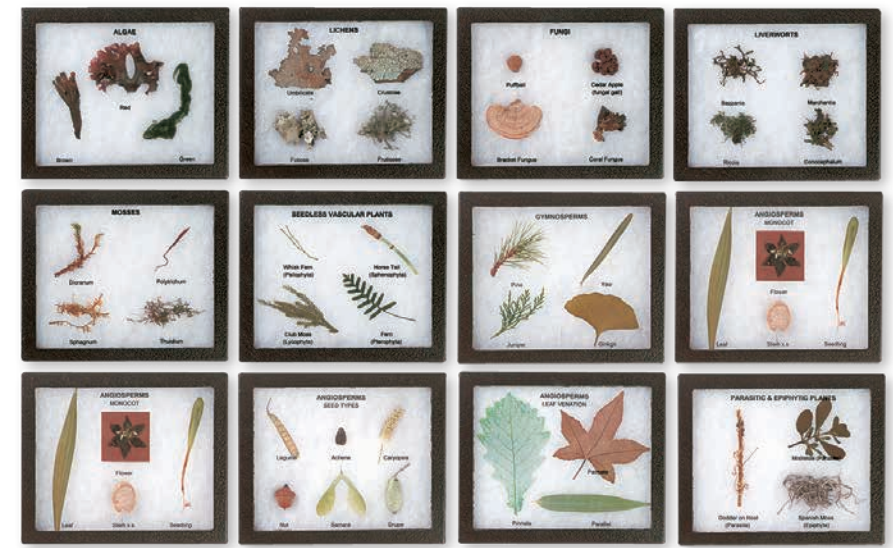 ALGAE
Red
Brown
Green
LICHENS
Umbricate
Crustose
Foliose
Fruticose
FUNGI
Puffball
Cedar Apple
(fungal gall)
Bracket Fungus
Coral Fungus
LIVERWORTS
Bazzania
Marchantia
Riccia
Conocephalum
MOSSES
Dicranum
Polytrichum
Sphagnum
Thuidium
SEEDLESS VASCULAR PLANTS
Whisk Fern
(Psilophyta)
Horse Tail
(Sphenophyta)
Club Moss
(Lycophyta)
Fern
(Pterophyta)
GYMNOSPERMS
Pine
Yew
Juniper
Ginkgo
ANGIOSPERMS
MONOCOT
Flower
Leaf
Stem x.s.
Seedling
ANGIOSPERMS
MONOCOT
Flower
Leaf
Stem x.s.
Seedling
ANGIOSPERMS
SEED TYPES
Legume
Achene
Caryopsis
Nut
Samara
Drupe
ANGIOSPERMS
LEAF VENATION
Palmate
Pinnate
Parallel
PARASITIC & EPIPHYTIC PLANTS
Mistletoe (Parasite)
Dodder on Host
(Parasite)
Spanish Moss
(Epiphyte)